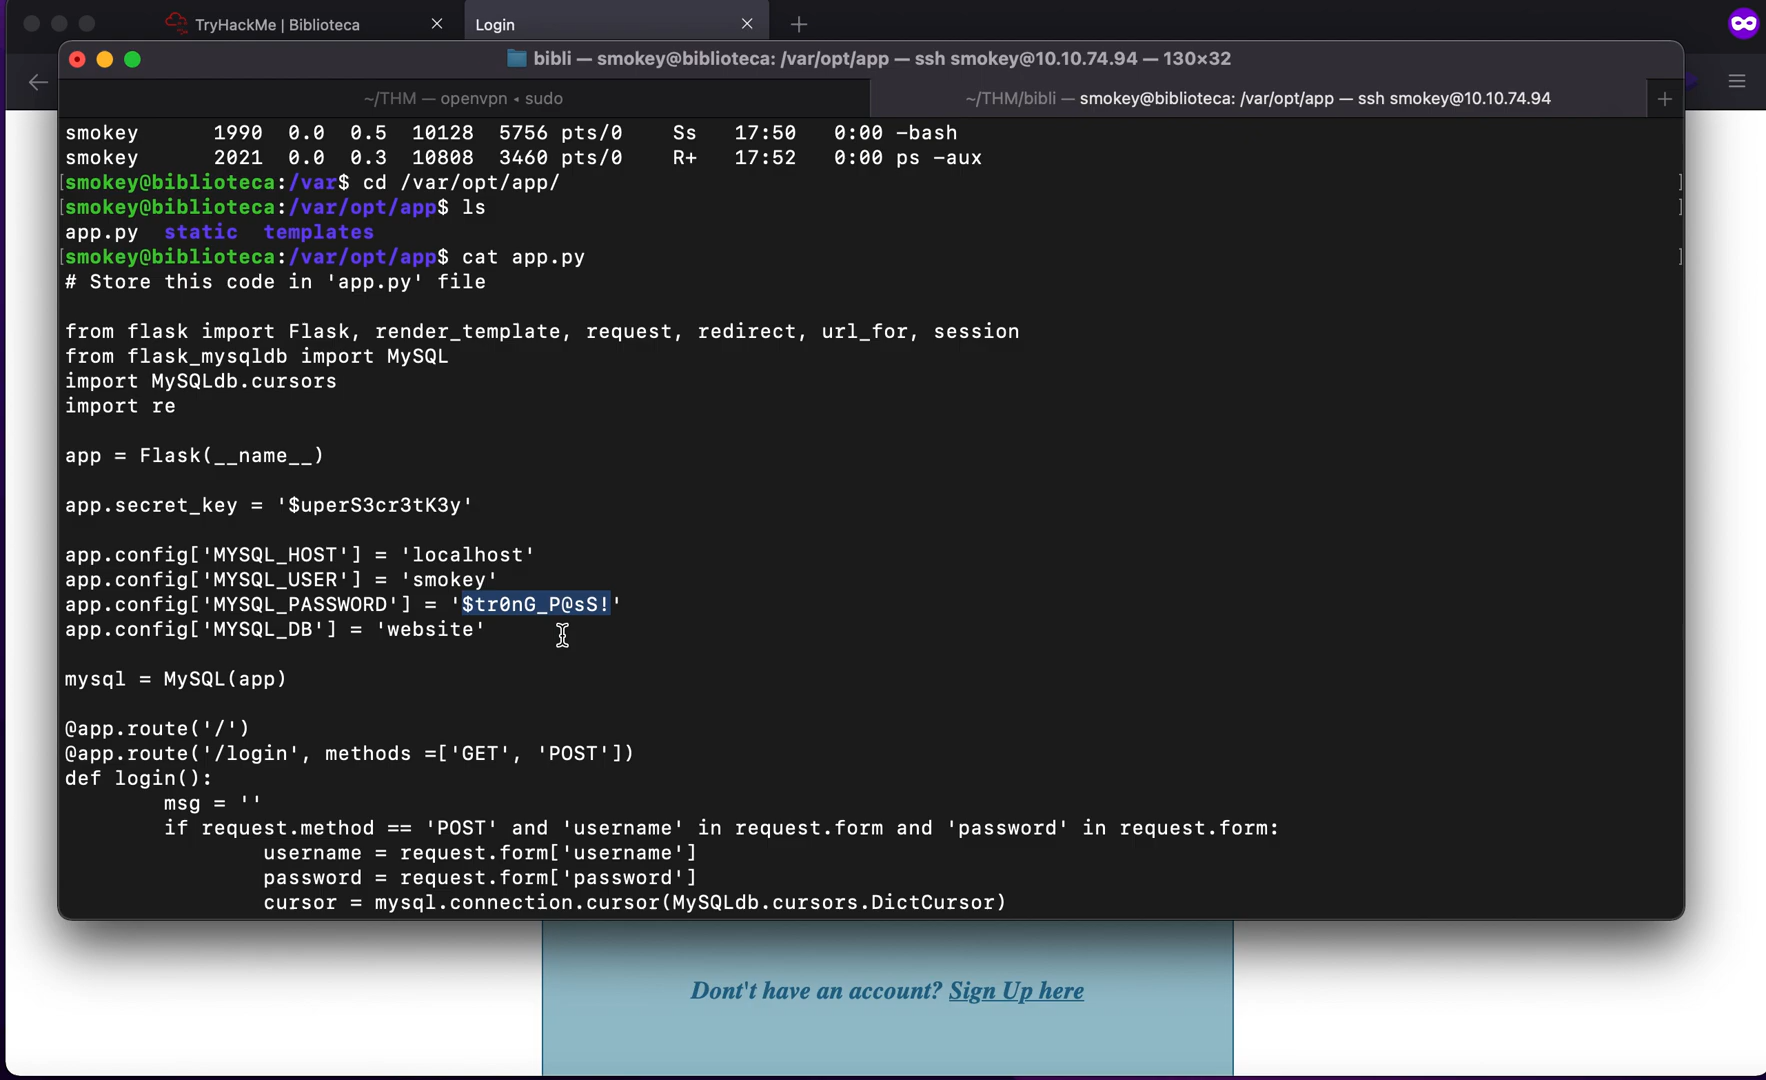 TryHackMe | Biblioteca
Login
bibli — smokey@biblioteca: /var/opt/app — ssh smokey@10.10.74.94 — 130×32
~/THM — openvpn ◂ sudo
~/THM/bibli — smokey@biblioteca: /var/opt/app — ssh smokey@10.10.74.94
smokey      1990  0.0  0.5  10128  5756 pts/0    Ss   17:50   0:00 -bash
smokey      2021  0.0  0.3  10808  3460 pts/0    R+   17:52   0:00 ps -aux
[smokey@biblioteca:/var$ cd /var/opt/app/ ]
[smokey@biblioteca:/var/opt/app$ ls ]
app.py  static  templates
[smokey@biblioteca:/var/opt/app$ cat app.py ]
# Store this code in 'app.py' file
from flask import Flask, render_template, request, redirect, url_for, session
from flask_mysqldb import MySQL
import MySQLdb.cursors
import re
app = Flask(__name__)
app.secret_key = '$uperS3cr3tK3y'
app.config['MYSQL_HOST'] = 'localhost'
app.config['MYSQL_USER'] = 'smokey'
app.config['MYSQL_PASSWORD'] = '$tr0nG_P@sS!'
app.config['MYSQL_DB'] = 'website'
mysql = MySQL(app)
@app.route('/')
@app.route('/login', methods =['GET', 'POST'])
def login():
        msg = ''
        if request.method == 'POST' and 'username' in request.form and 'password' in request.form:
                username = request.form['username']
                password = request.form['password']
                cursor = mysql.connection.cursor(MySQLdb.cursors.DictCursor)
Dont't have an account? Sign Up here